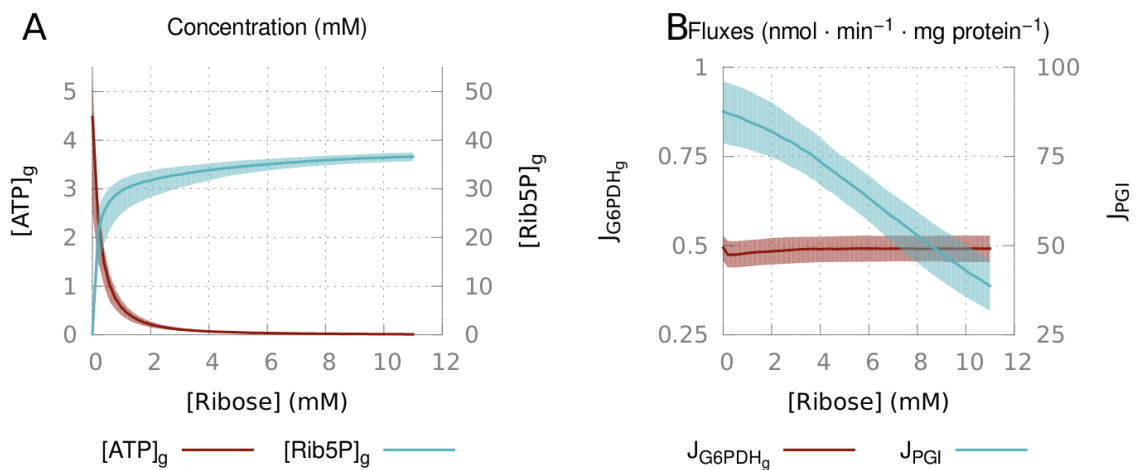 A
Concentration (mM)
5
4
3
2
1
0
[ATP]g
50
40
30
20
10
0
[Rib5P]g
0 2 4 6 8 10 12
[Ribose] (mM)
[ATP]g [Rib5P]g
B
Fluxes (nmol · min⁻¹ · mg protein⁻¹)
1
0.75
0.5
0.25
JG6PDHg
100
75
50
25
JPGI
0 2 4 6 8 10 12
[Ribose] (mM)
JG6PDHg JPGI